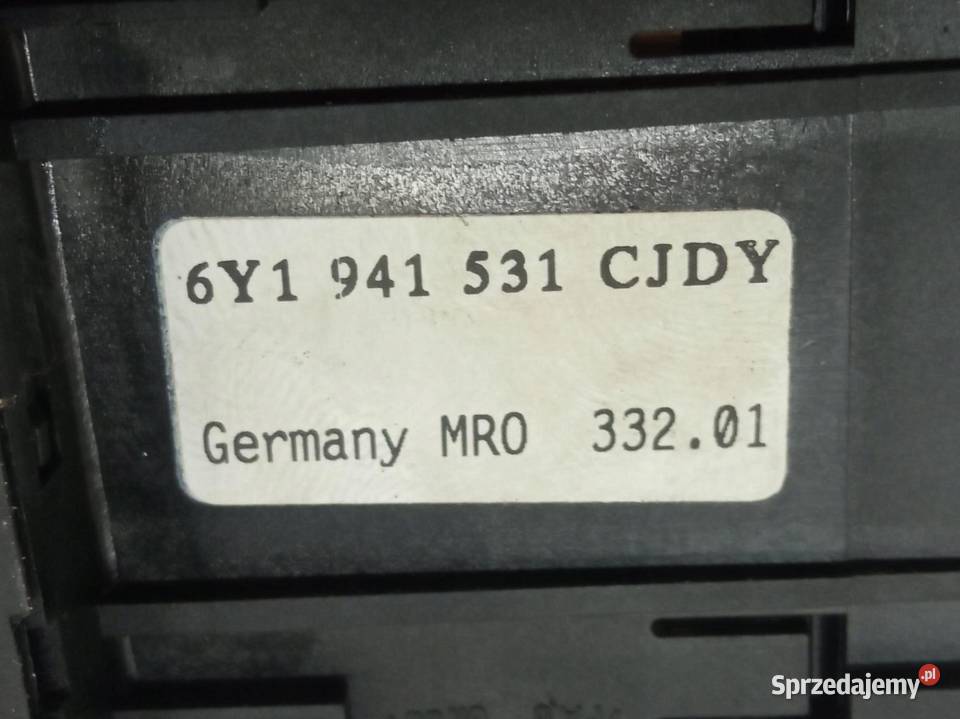 6Y1 941 531 CJDY
Germany MRO 332.01
Sprzedajemy.pl